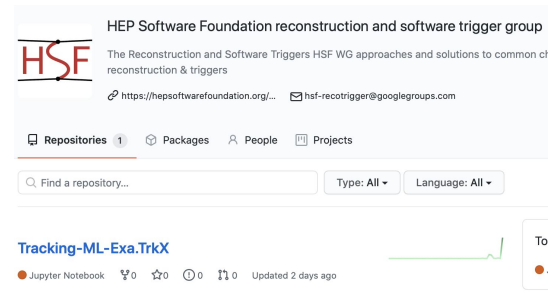 HSF
HEP Software Foundation reconstruction and software trigger group
The Reconstruction and Software Triggers HSF WG approaches and solutions to common
reconstruction & triggers
https://hepsoftwarefoundation.org/... hsf-recotrigger@googlegroups.com
Repositories 1 Packages People Projects
Find a repository... Type: All Language: All
Tracking-ML-Exa.TrkX
Jupyter Notebook 0 0 0 0 Updated 2 days ago